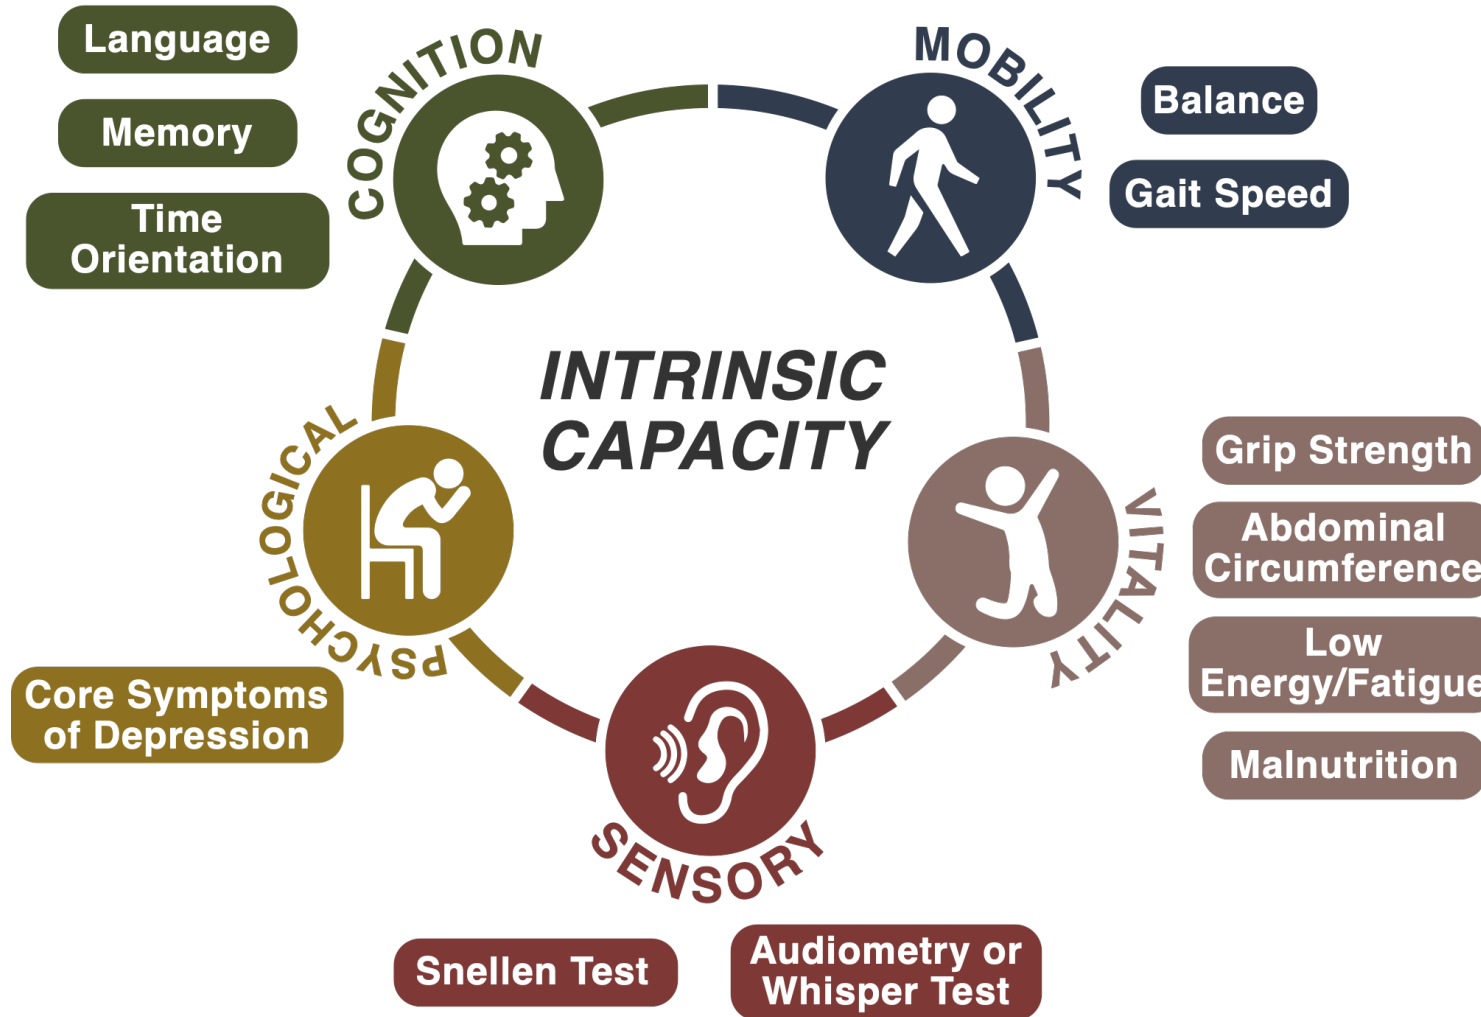 Language
Memory
Time
Orientation
COGNITION
MOBILITY
Balance
Gait Speed
INTRINSIC
CAPACITY
PSYCHOLOGICAL
Core Symptoms
of Depression
VITALITY
Grip Strength
Abdominal
Circumference
Low
Energy/Fatigue
Malnutrition
SENSORY
Snellen Test
Audiometry or
Whisper Test